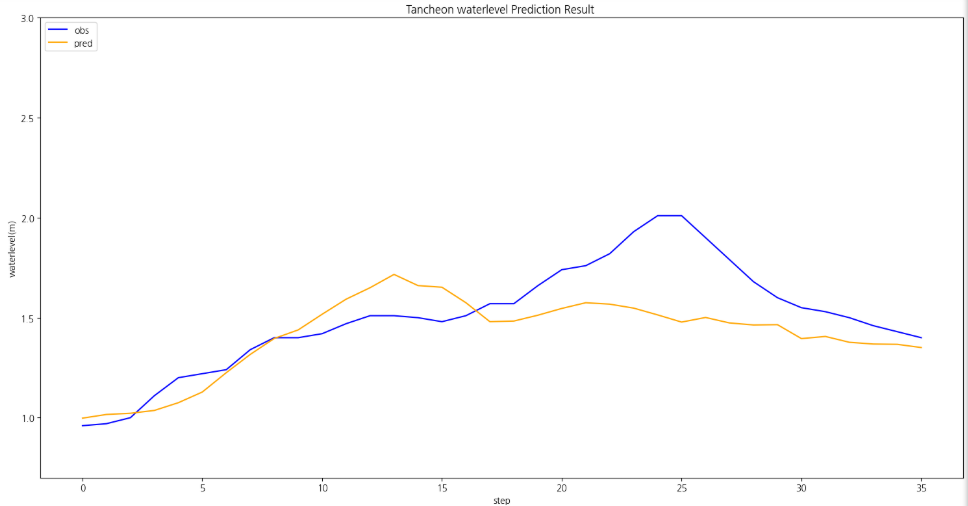 Tancheon waterlevel Prediction Result
obs
pred
3.0
2.5
2.0
1.5
1.0
waterlevel(m)
0 5 10 15 20 25 30 35
step